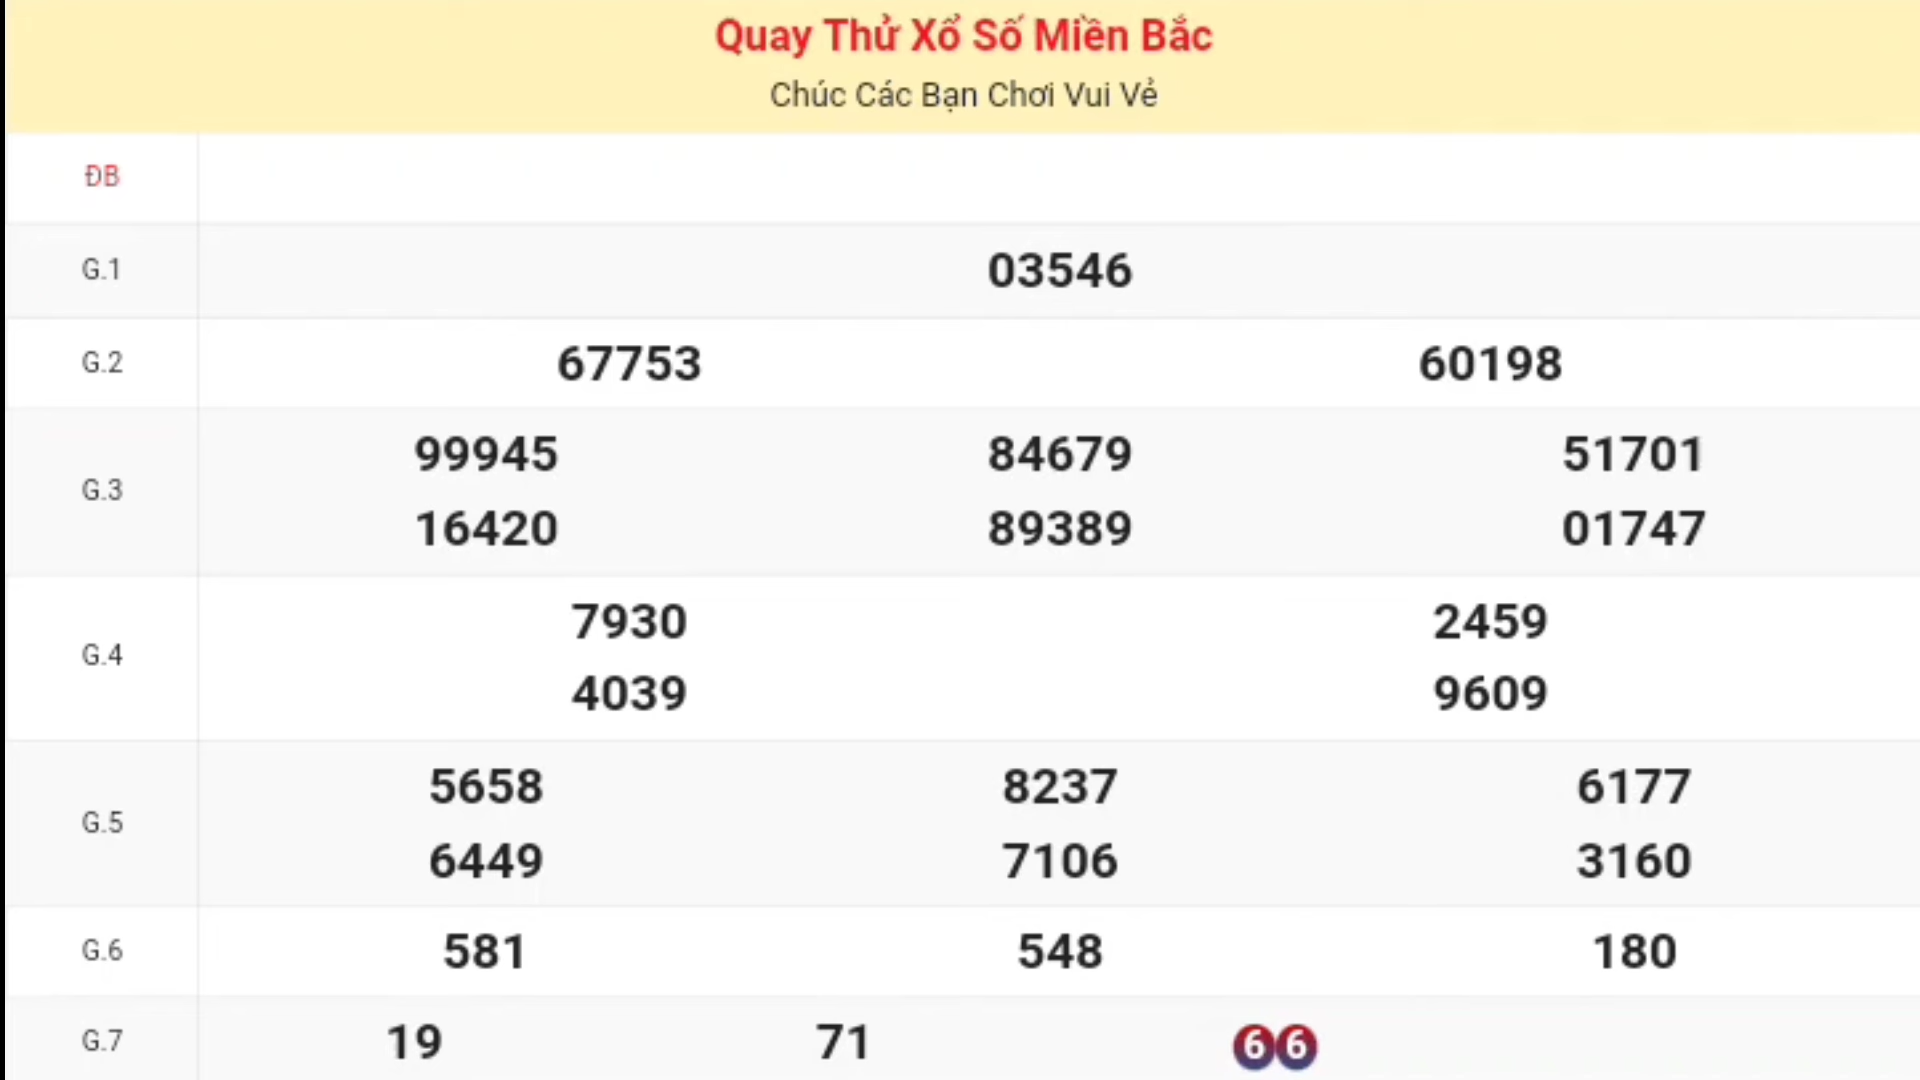 Quay Thử Xổ Số Miền Bắc
Chúc Các Bạn Chơi Vui Vẻ
ĐB
G.1 03546
G.2 67753 60198
G.3 99945 84679 51701
16420 89389 01747
G.4 7930 2459
4039 9609
G.5 5658 8237 6177
6449 7106 3160
G.6 581 548 180
G.7 19 71 66